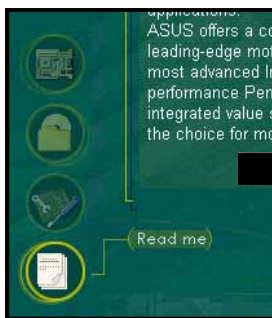 applications.
ASUS offers a co
leading-edge mot
most advanced In
performance Pen
integrated value s
the choice for mo
Read me